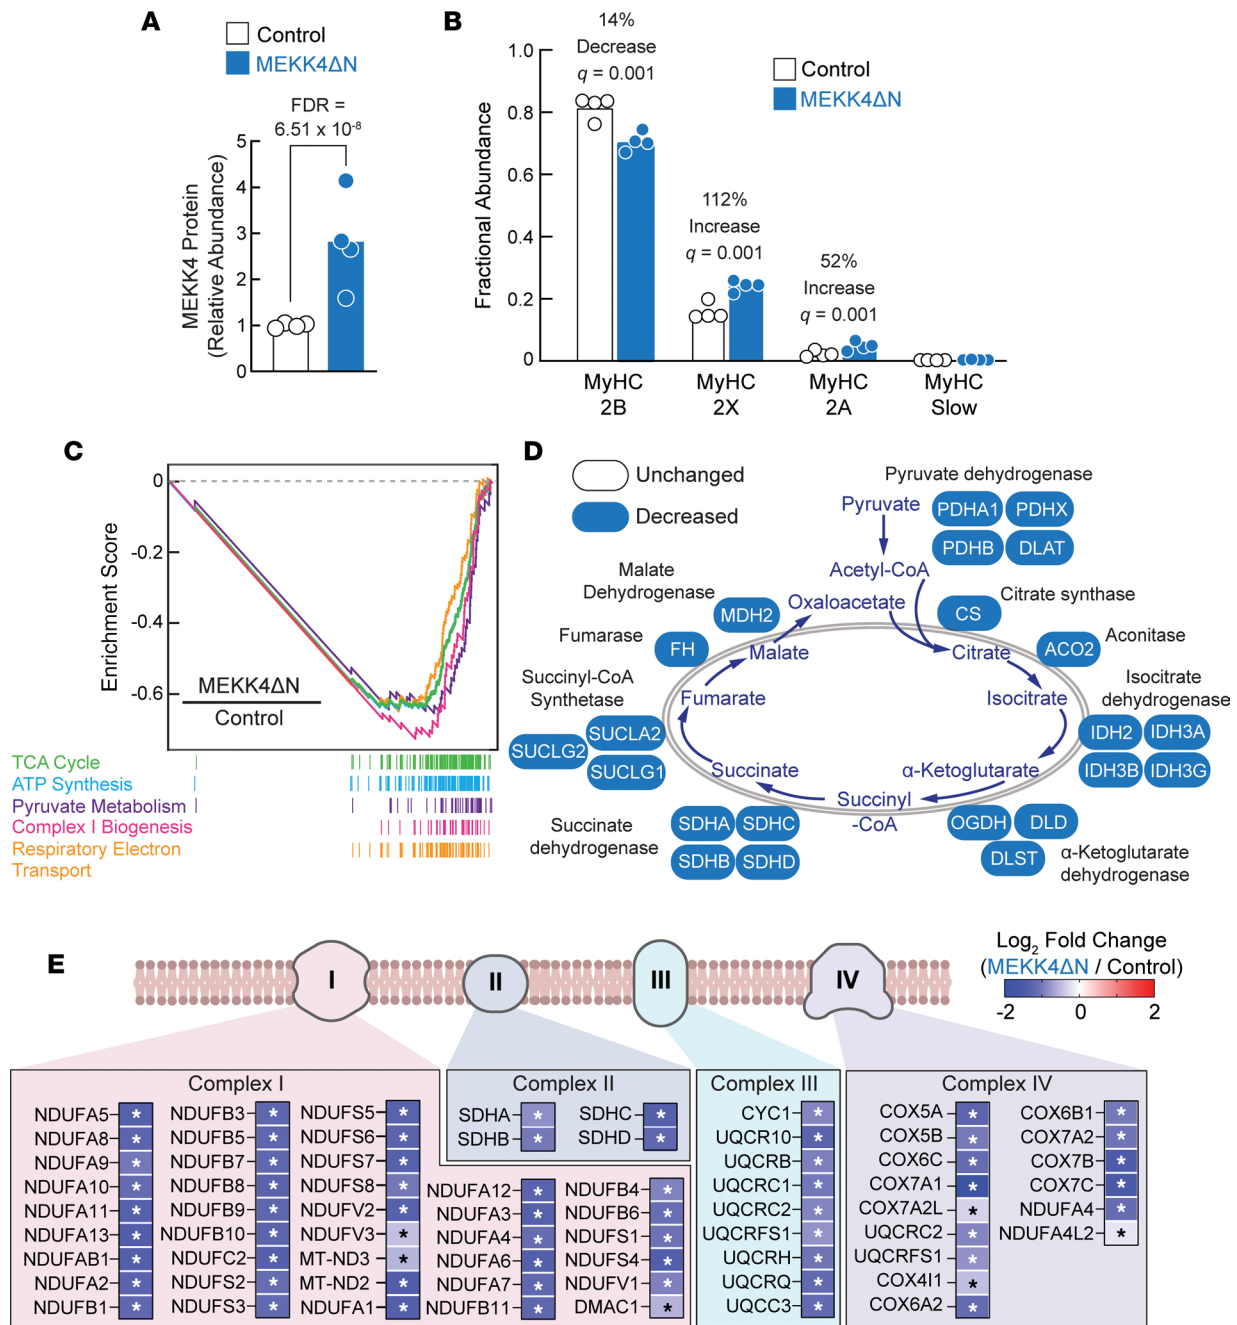 A
Control
MEKK4ΔN
FDR =
6.51 x 10⁻⁸
MEKK4 Protein
(Relative Abundance)
5
4
3
2
1
0
B
14%
Decrease
q = 0.001
Control
MEKK4ΔN
112%
Increase
q = 0.001
52%
Increase
q = 0.001
Fractional Abundance
1.0
0.8
0.6
0.4
0.2
0
MyHC
2B
MyHC
2X
MyHC
2A
MyHC
Slow
C
Enrichment Score
0
-0.2
-0.4
-0.6
MEKK4ΔN
Control
TCA Cycle
ATP Synthesis
Pyruvate Metabolism
Complex I Biogenesis
Respiratory Electron
Transport
D
Unchanged
Decreased
Pyruvate dehydrogenase
PDHA1 PDHX
PDHB DLAT
Pyruvate
Acetyl-CoA
Oxaloacetate
Citrate synthase
CS
Citrate
Aconitase
ACO2
Isocitrate
Isocitrate
dehydrogenase
IDH2 IDH3A
IDH3B IDH3G
α-Ketoglutarate
OGDH DLD
DLST
α-Ketoglutarate
dehydrogenase
Succinyl
-CoA
Succinate
Succinate
dehydrogenase
SDHA SDHC
SDHB SDHD
Succinyl-CoA
Synthetase
SUCLA2
SUCLG2
SUCLG1
Fumarate
Fumarase
FH
Malate
Malate
Dehydrogenase
MDH2
E
I
II
III
IV
Log₂ Fold Change
(MEKK4ΔN / Control)
-2 0 2
Complex I
NDUFA5 *
NDUFA8 *
NDUFA9 *
NDUFA10 *
NDUFA11 *
NDUFA13 *
NDUFAB1 *
NDUFA2 *
NDUFB1 *
NDUFB3 *
NDUFB5 *
NDUFB7 *
NDUFB8 *
NDUFB9 *
NDUFB10 *
NDUFC2 *
NDUFS2 *
NDUFS3 *
NDUFS5 *
NDUFS6 *
NDUFS7 *
NDUFS8 *
NDUFV2 *
NDUFV3 *
MT-ND3 *
MT-ND2 *
NDUFA1 *
NDUFA12 *
NDUFA3 *
NDUFA4 *
NDUFA6 *
NDUFA7 *
NDUFB11 *
NDUFB4 *
NDUFB6 *
NDUFS1 *
NDUFS4 *
NDUFV1 *
DMAC1 *
Complex II
SDHA *
SDHB *
SDHC *
SDHD *
Complex III
CYC1 *
UQCR10 *
UQCRB *
UQCRC1 *
UQCRC2 *
UQCRFS1 *
UQCRH *
UQCRQ *
UQCC3 *
Complex IV
COX5A *
COX5B *
COX6C *
COX7A1 *
COX7A2L *
UQCRC2 *
UQCRFS1 *
COX4I1 *
COX6A2 *
COX6B1 *
COX7A2 *
COX7B *
COX7C *
NDUFA4 *
NDUFA4L2 *